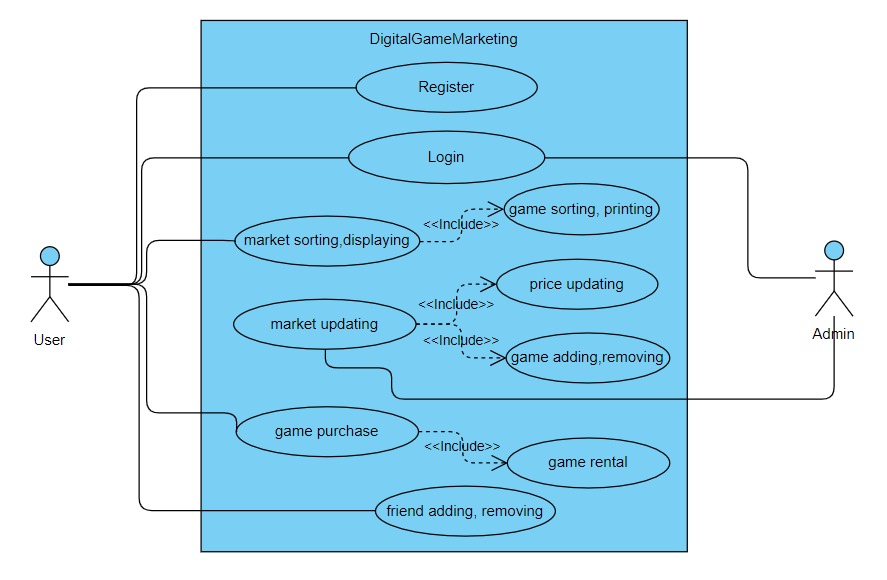 DigitalGameMarketing
Register
Login
game sorting, printing
<<Include>>
market sorting,displaying
price updating
<<Include>>
market updating
User
Admin
<<Include>>
game adding,removing
game purchase
<<Include>>
game rental
friend adding, removing